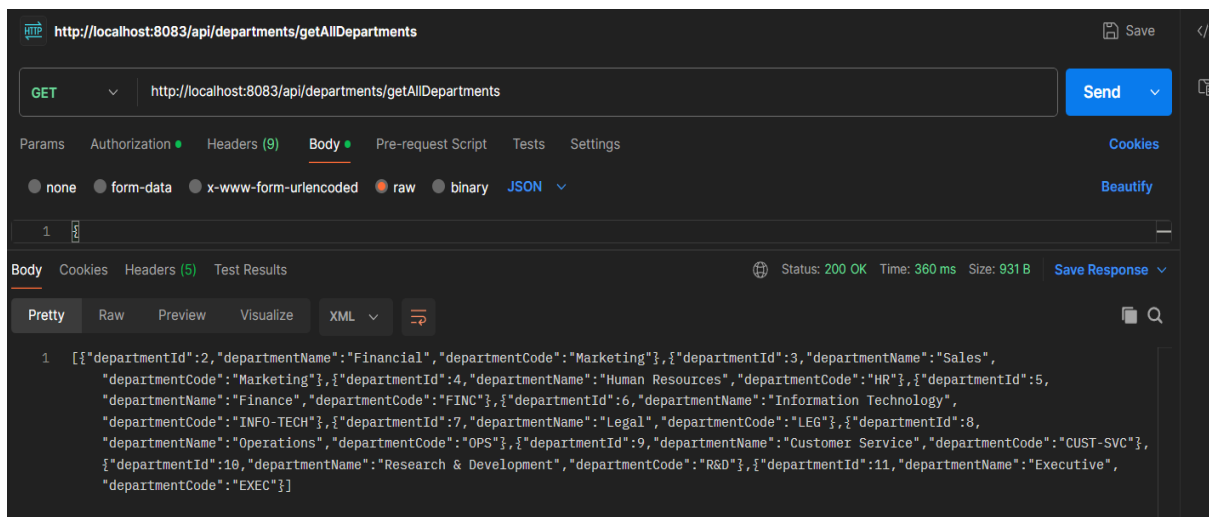 HTTP http://localhost:8083/api/departments/getAllDepartments Save </
GET http://localhost:8083/api/departments/getAllDepartments Send
Params Authorization Headers (9) Body Pre-request Script Tests Settings Cookies
none form-data x-www-form-urlencoded raw binary JSON Beautify
1 {
Body Cookies Headers (5) Test Results Status: 200 OK Time: 360 ms Size: 931 B Save Response
Pretty Raw Preview Visualize XML
1 [{"departmentId":2,"departmentName":"Financial","departmentCode":"Marketing"},{"departmentId":3,"departmentName":"Sales",
"departmentCode":"Marketing"},{"departmentId":4,"departmentName":"Human Resources","departmentCode":"HR"},{"departmentId":5,
"departmentName":"Finance","departmentCode":"FINC"},{"departmentId":6,"departmentName":"Information Technology",
"departmentCode":"INFO-TECH"},{"departmentId":7,"departmentName":"Legal","departmentCode":"LEG"},{"departmentId":8,
"departmentName":"Operations","departmentCode":"OPS"},{"departmentId":9,"departmentName":"Customer Service","departmentCode":"CUST-SVC"},
{"departmentId":10,"departmentName":"Research & Development","departmentCode":"R&D"},{"departmentId":11,"departmentName":"Executive",
"departmentCode":"EXEC"}]